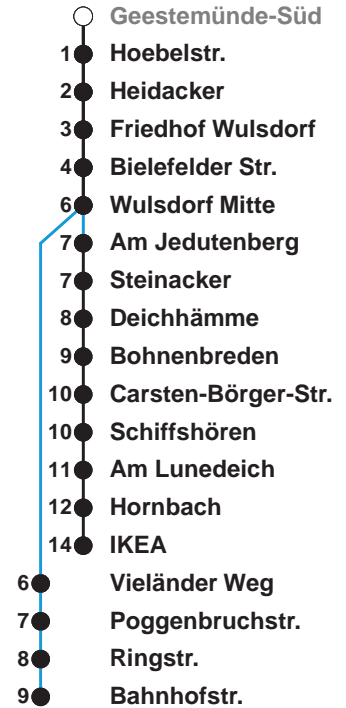 Geestemünde-Süd
1 Hoebelstr.
2 Heidacker
3 Friedhof Wulsdorf
4 Bielefelder Str.
6 Wulsdorf Mitte
7 Am Jedutenberg
7 Steinacker
8 Deichhämme
9 Bohnenbreden
10 Carsten-Börger-Str.
10 Schiffshören
11 Am Lunedeich
12 Hornbach
14 IKEA
6 Vieländer Weg
7 Poggenbruchstr.
8 Ringstr.
9 Bahnhofstr.